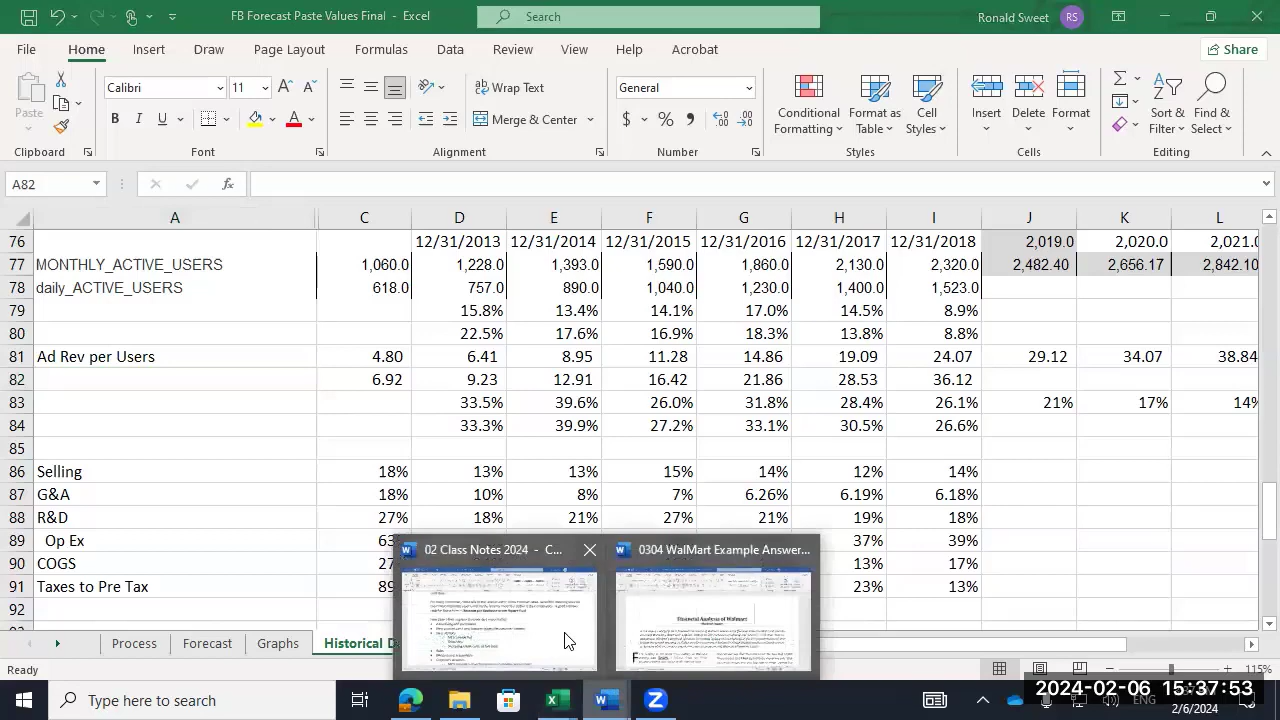 FB Forecast Paste Values Final - Excel
Search
Ronald Sweet RS
File Home Insert Draw Page Layout Formulas Data Review View Help Acrobat Share
Paste
Calibri 11
B I U
Wrap Text
Merge & Center
General
$ % 9
Conditional Formatting
Format as Table
Cell Styles
Insert Delete Format
Sort & Filter
Find & Select
Clipboard Font Alignment Number Styles Cells Editing
A82 fx
A C D E F G H I J K L
76 12/31/2013 12/31/2014 12/31/2015 12/31/2016 12/31/2017 12/31/2018 2,019.0 2,020.0 2,021.0
77 MONTHLY_ACTIVE_USERS 1,060.0 1,228.0 1,393.0 1,590.0 1,860.0 2,130.0 2,320.0 2,482.40 2,656.17 2,842.10
78 daily_ACTIVE_USERS 618.0 757.0 890.0 1,040.0 1,230.0 1,400.0 1,523.0
79 15.8% 13.4% 14.1% 17.0% 14.5% 8.9%
80 22.5% 17.6% 16.9% 18.3% 13.8% 8.8%
81 Ad Rev per Users 4.80 6.41 8.95 11.28 14.86 19.09 24.07 29.12 34.07 38.84
82 6.92 9.23 12.91 16.42 21.86 28.53 36.12
83 33.5% 39.6% 26.0% 31.8% 28.4% 26.1% 21% 17% 14%
84 33.3% 39.9% 27.2% 33.1% 30.5% 26.6%
85
86 Selling 18% 13% 13% 15% 14% 12% 14%
87 G&A 18% 10% 8% 7% 6.26% 6.19% 6.18%
88 R&D 27% 18% 21% 27% 21% 19% 18%
89 Op Ex 37% 39%
90 COGS 13% 17%
Taxes % Pre Tax 23% 13%
92
02 Class Notes 2024 - C...
0304 WalMart Example Answer...
Financial Analysis of Walmart
Process Forecast Historical D
115%
Type here to search
ENG
2024-02-06 15:37:53
2/6/2024